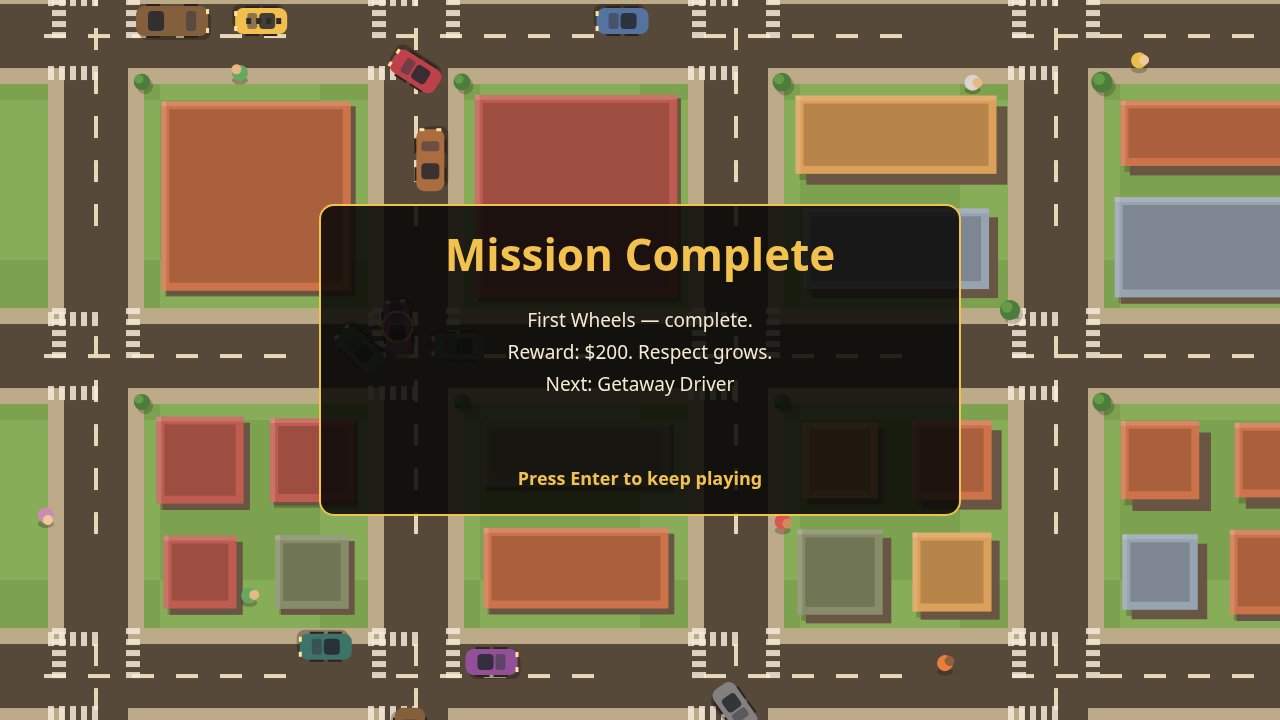 Mission Complete
First Wheels — complete.
Reward: $200. Respect grows.
Next: Getaway Driver
Press Enter to keep playing